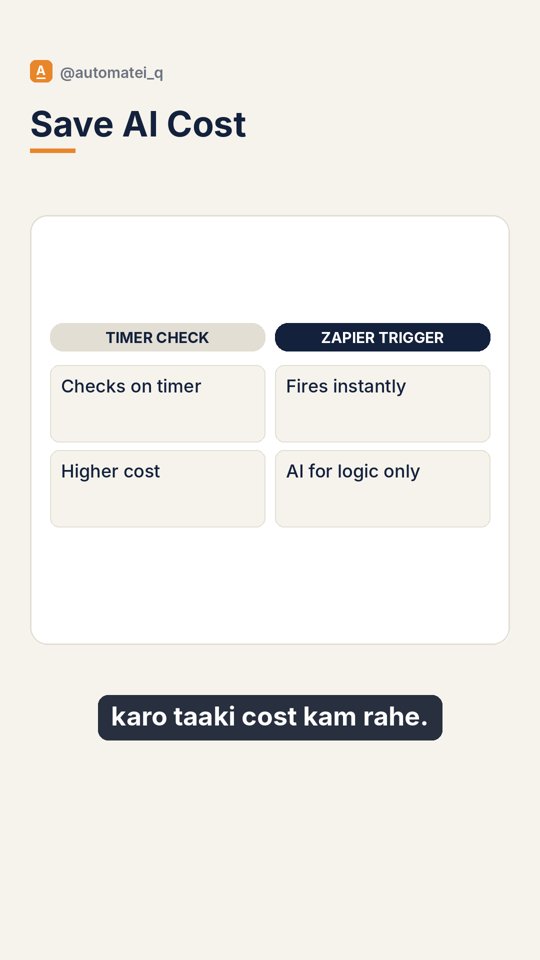 A
@automatei_q
Save AI Cost
TIMER CHECK
ZAPIER TRIGGER
Checks on timer
Fires instantly
Higher cost
AI for logic only
karo taaki cost kam rahe.